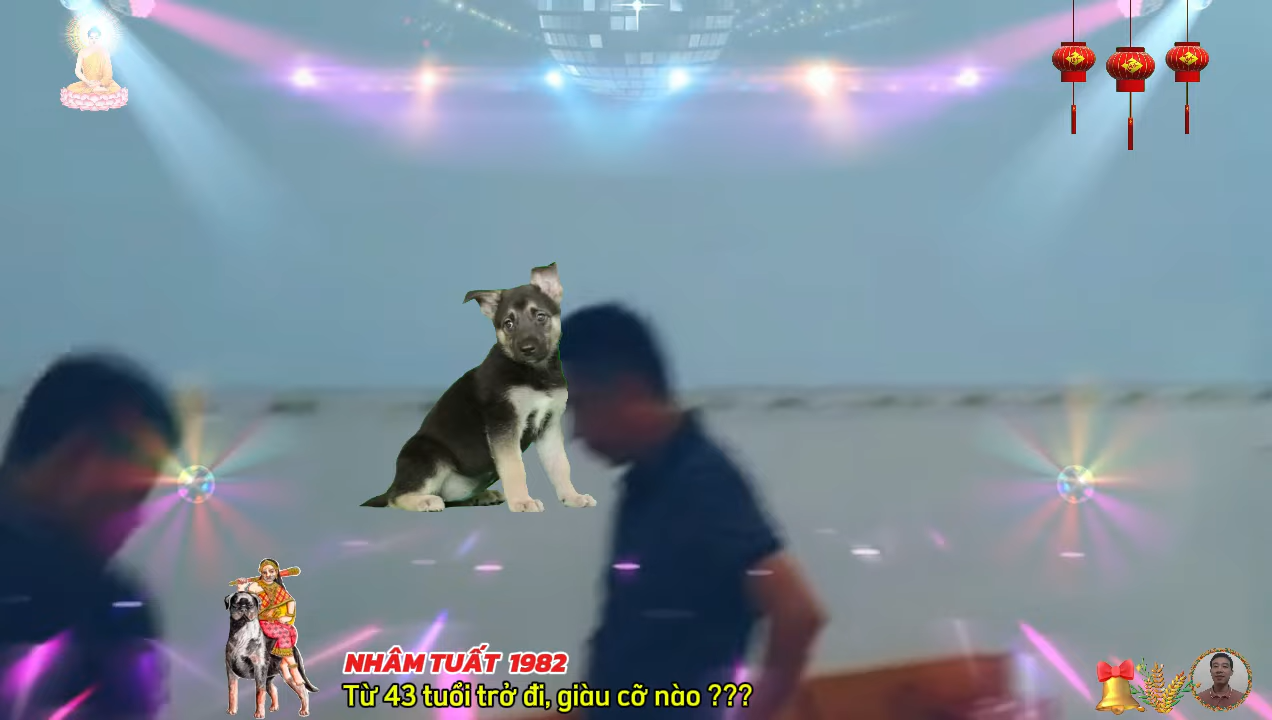 NHÂM TUẤT 1982
Từ 43 tuổi trở đi, giàu cỡ nào ???